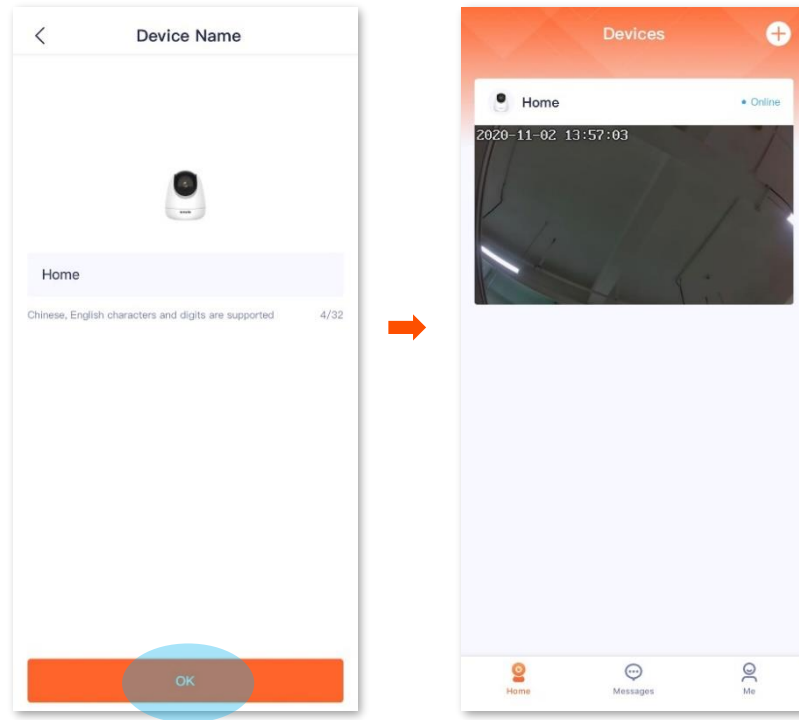 Device Name
Home
Chinese, English characters and digits are supported 4/32
OK
Devices
Home • Online
2020-11-02 13:57:03
Home Messages Me